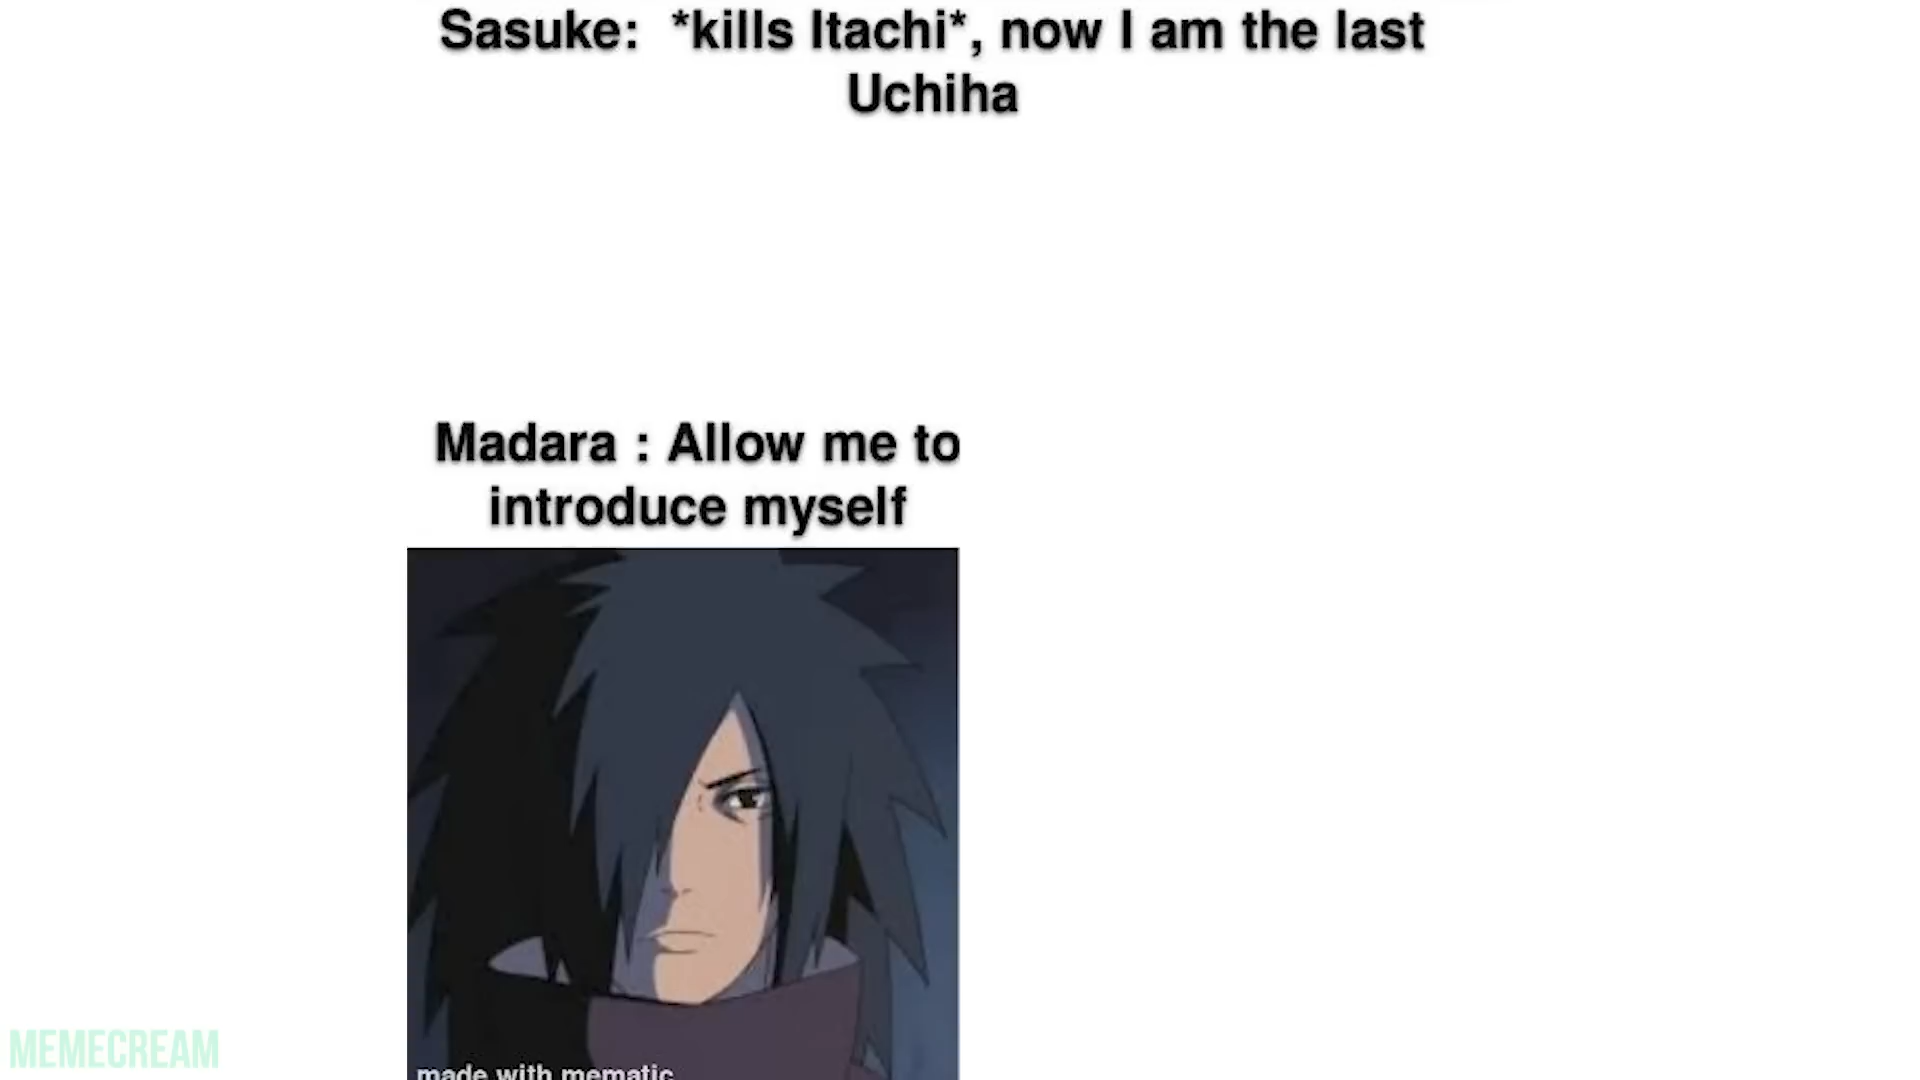 Sasuke:  *kills Itachi*, now I am the last
Uchiha
Madara : Allow me to
introduce myself
made with mematic
MEMECREAM